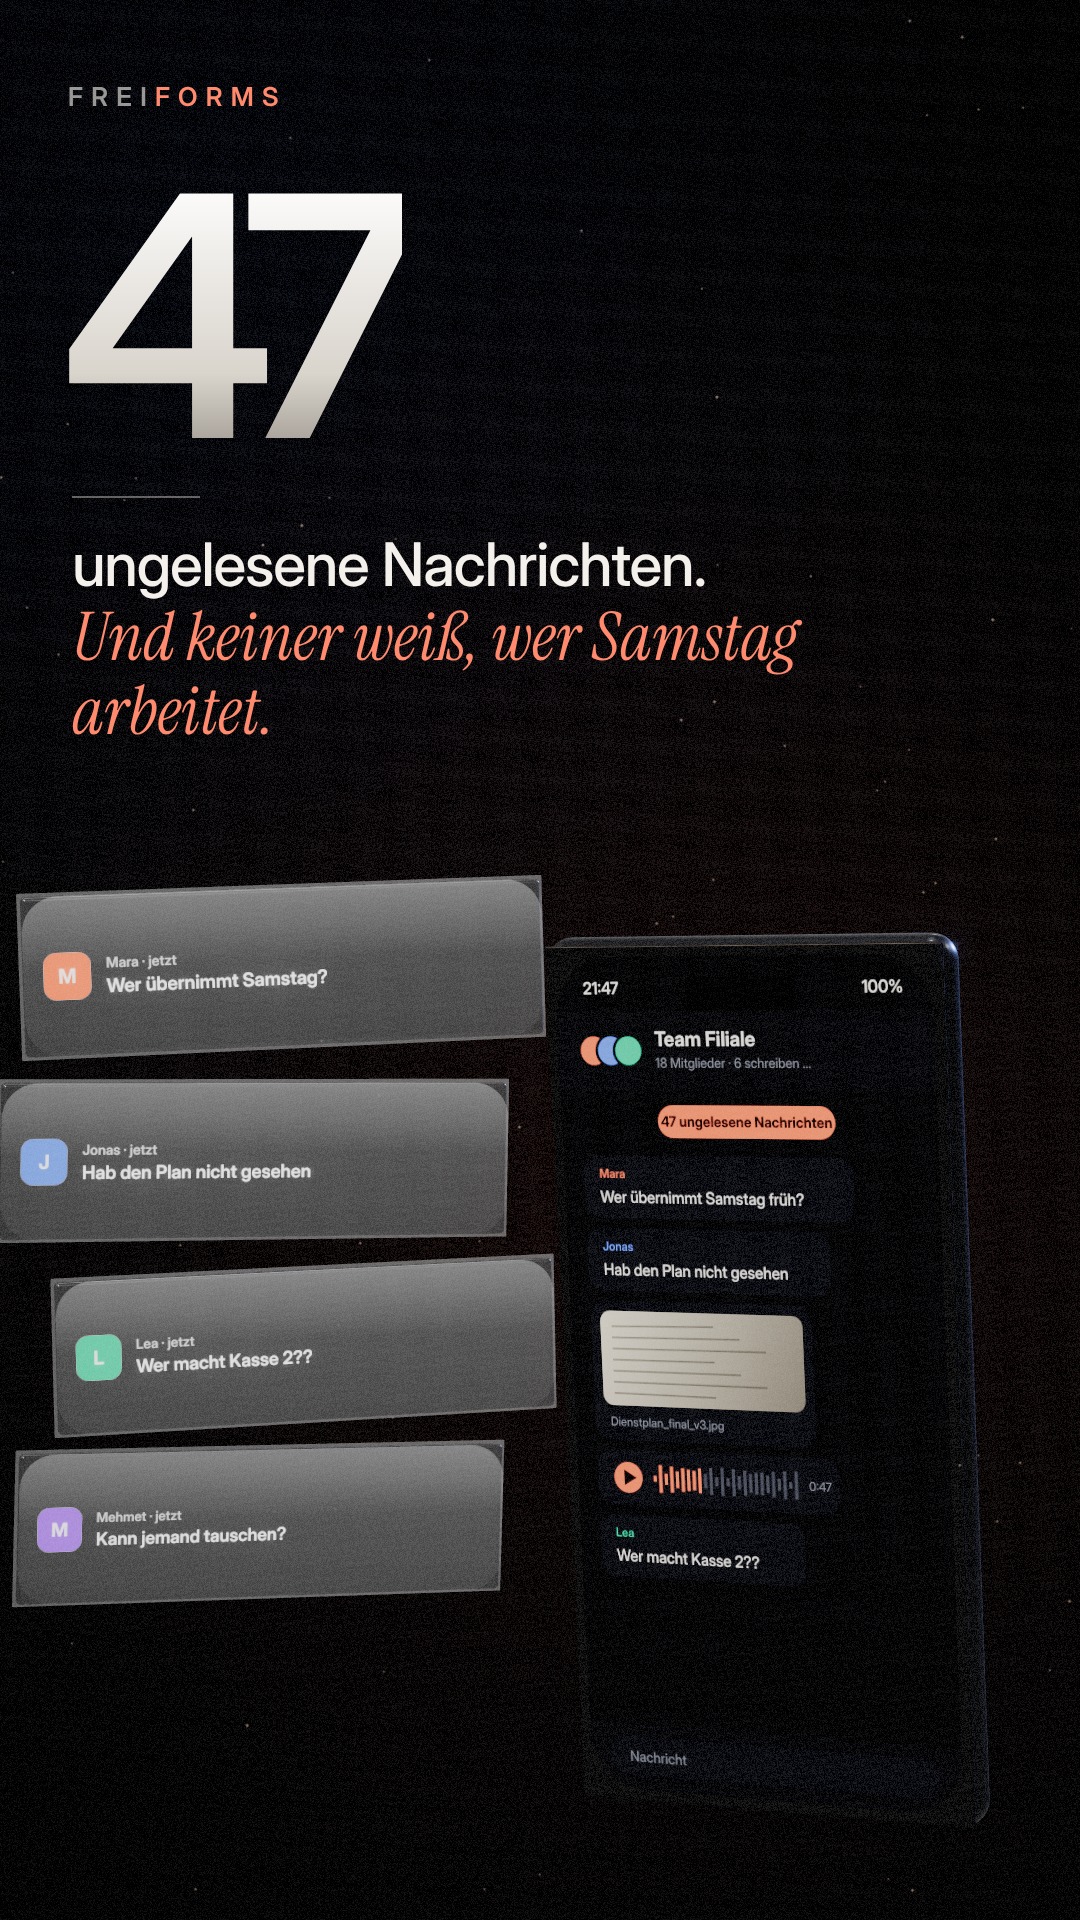 FREIFORMS
47
ungelesene Nachrichten.
Und keiner weiß, wer Samstag
arbeitet.
M
Mara · jetzt
Wer übernimmt Samstag?
J
Jonas · jetzt
Hab den Plan nicht gesehen
L
Lea · jetzt
Wer macht Kasse 2??
M
Mehmet · jetzt
Kann jemand tauschen?
21:47
100%
Team Filiale
18 Mitglieder · 6 schreiben ...
47 ungelesene Nachrichten
Mara
Wer übernimmt Samstag früh?
Jonas
Hab den Plan nicht gesehen
Dienstplan_final_v3.jpg
0:47
Lea
Wer macht Kasse 2??
Nachricht